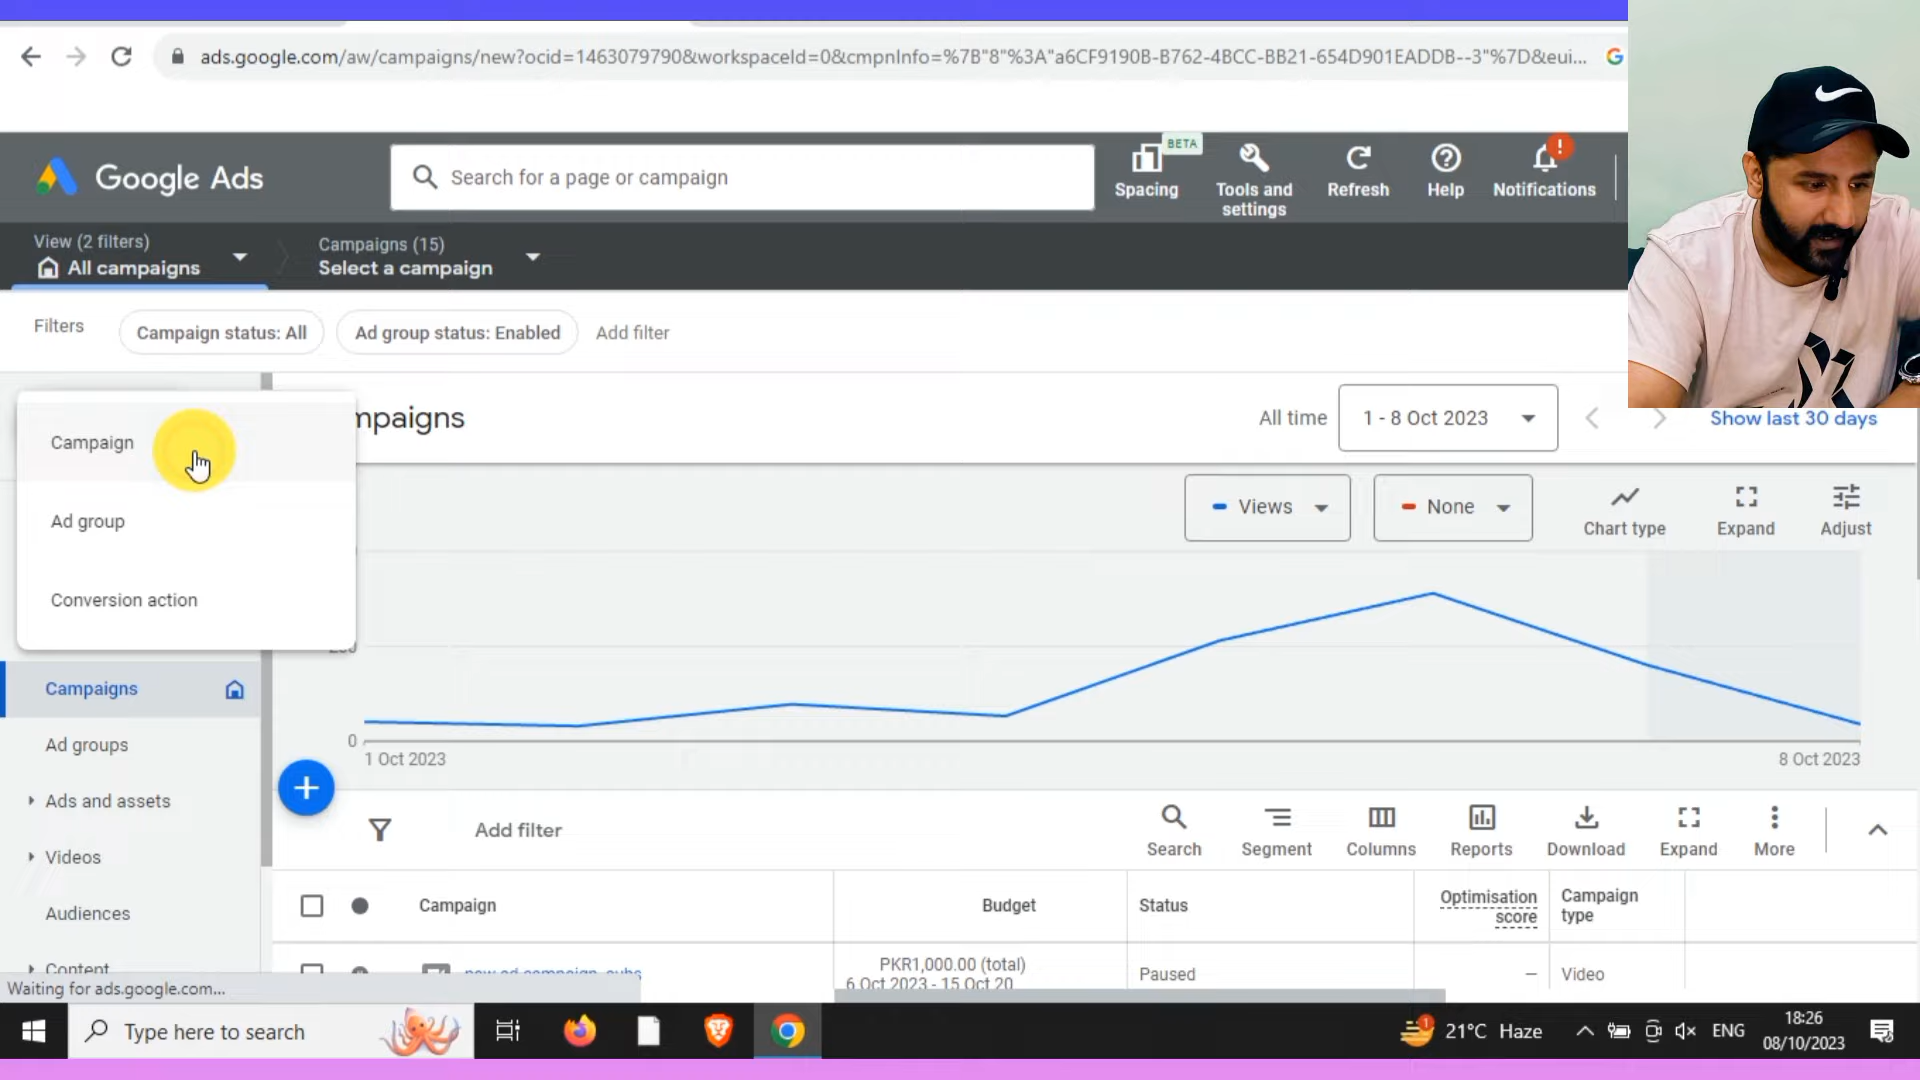 ads.google.com/aw/campaigns/new?ocid=1463079790&workspaceId=0&cmpnInfo=%7B"8"%3A"a6CF9190B-B762-4BCC-BB21-654D901EADDB--3"%7D&eui...
Google Ads
Search for a page or campaign
BETA
Spacing
Tools and settings
Refresh
Help
!
Notifications
View (2 filters)
All campaigns
Campaigns (15)
Select a campaign
Filters
Campaign status: All
Ad group status: Enabled
Add filter
Campaign
Ad group
Conversion action
mpaigns
All time
1 - 8 Oct 2023
Show last 30 days
Views
None
Chart type
Expand
Adjust
0
1 Oct 2023
8 Oct 2023
Campaigns
Ad groups
Ads and assets
Videos
Audiences
Content
Add filter
Search
Segment
Columns
Reports
Download
Expand
More
Campaign
Budget
Status
Optimisation score
Campaign type
PKR1,000.00 (total)
6 Oct 2023 - 15 Oct 20
Paused
–
Video
Waiting for ads.google.com...
Type here to search
1
21°C Haze
ENG
18:26
08/10/2023